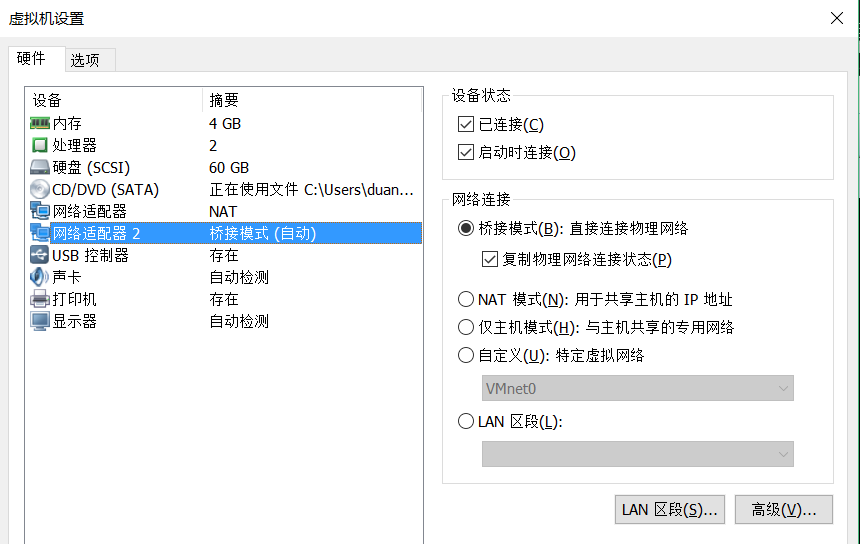 虚拟机设置
硬件 选项
设备 摘要
内存 4 GB
处理器 2
硬盘 (SCSI) 60 GB
CD/DVD (SATA) 正在使用文件 C:\Users\duan...
网络适配器 NAT
网络适配器 2 桥接模式 (自动)
USB 控制器 存在
声卡 自动检测
打印机 存在
显示器 自动检测
设备状态
已连接(C)
启动时连接(O)
网络连接
桥接模式(B): 直接连接物理网络
复制物理网络连接状态(P)
NAT 模式(N): 用于共享主机的 IP 地址
仅主机模式(H): 与主机共享的专用网络
自定义(U): 特定虚拟网络
VMnet0
LAN 区段(L):
LAN 区段(S)... 高级(V)...